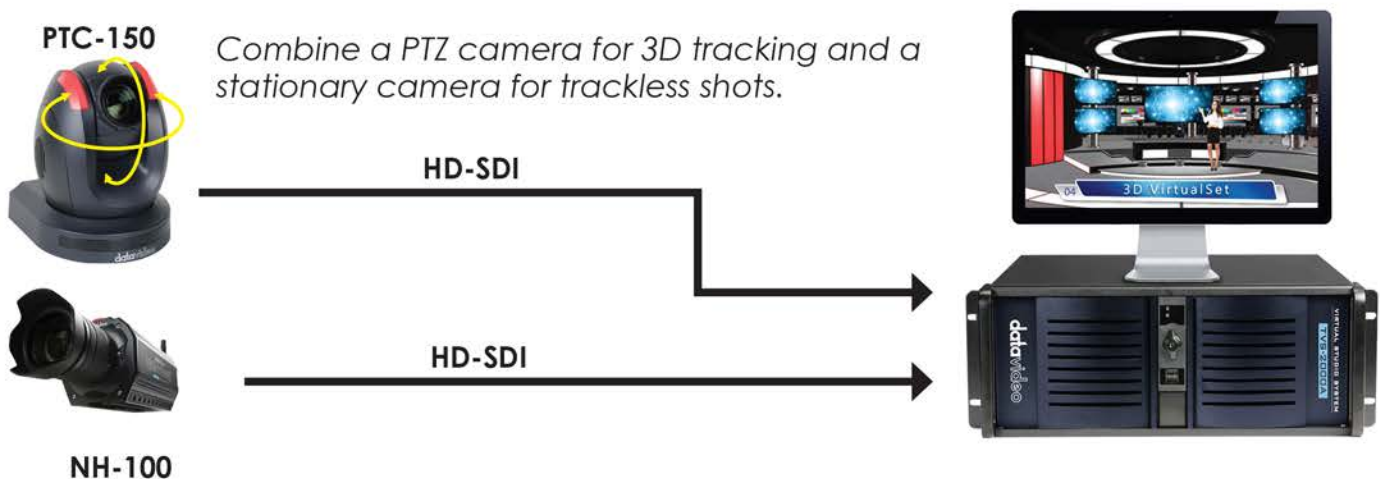 PTC-150
Combine a PTZ camera for 3D tracking and a
stationary camera for trackless shots.
HD-SDI
datavideo
04 3D VirtualSet
HD-SDI
datavideo
VIRTUAL STUDIO SYSTEM
TVS-2000A
NH-100